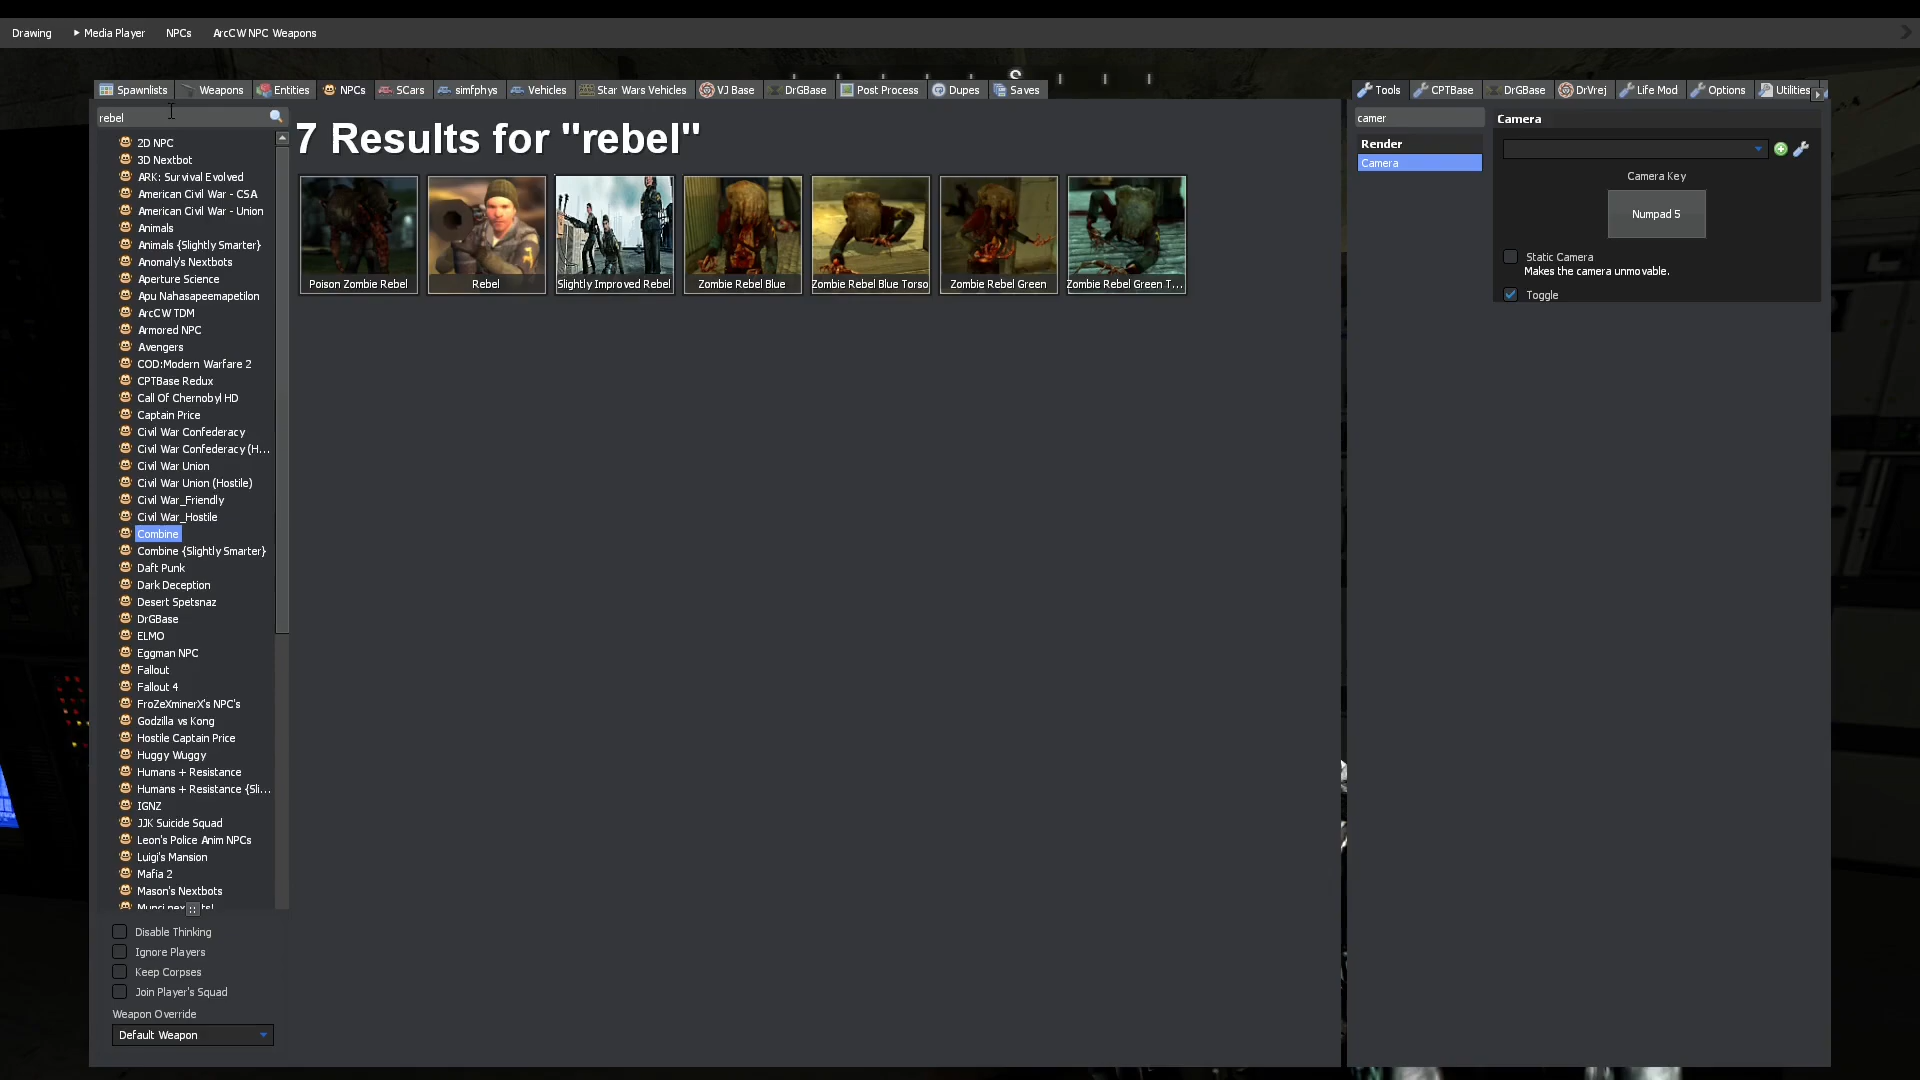 Drawing
Media Player
NPCs
ArcCW NPC Weapons
Spawnlists
Weapons
Entities
NPCs
SCars
simfphys
Vehicles
Star Wars Vehicles
VJ Base
DrGBase
Post Process
Dupes
Saves
rebel
2D NPC
3D Nextbot
ARK: Survival Evolved
American Civil War - CSA
American Civil War - Union
Animals
Animals {Slightly Smarter}
Anomaly's Nextbots
Aperture Science
Apu Nahasapeemapetilon
ArcCW TDM
Armored NPC
Avengers
COD:Modern Warfare 2
CPTBase Redux
Call Of Chernobyl HD
Captain Price
Civil War Confederacy
Civil War Confederacy (H...
Civil War Union
Civil War Union (Hostile)
Civil War_Friendly
Civil War_Hostile
Combine
Combine {Slightly Smarter}
Daft Punk
Dark Deception
Desert Spetsnaz
DrGBase
ELMO
Eggman NPC
Fallout
Fallout 4
FroZeXminerX's NPC's
Godzilla vs Kong
Hostile Captain Price
Huggy Wuggy
Humans + Resistance
Humans + Resistance {Sli...
IGNZ
JJK Suicide Squad
Leon's Police Anim NPCs
Luigi's Mansion
Mafia 2
Mason's Nextbots
Disable Thinking
Ignore Players
Keep Corpses
Join Player's Squad
Weapon Override
Default Weapon
7 Results for "rebel"
Poison Zombie Rebel
Rebel
Slightly Improved Rebel
Zombie Rebel Blue
Zombie Rebel Blue Torso
Zombie Rebel Green
Zombie Rebel Green T...
Tools
CPTBase
DrGBase
DrVrej
Life Mod
Options
Utilities
camer
Render
Camera
Camera
Camera Key
Numpad 5
Static Camera
Makes the camera unmovable.
Toggle